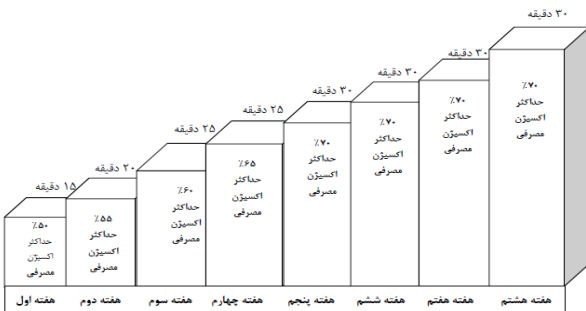 ۱۵ دقیقه
٪۵۰
حداکثر
اکسیژن
مصرفی
هفته اول
۲۰ دقیقه
٪۵۵
حداکثر
اکسیژن
مصرفی
هفته دوم
۲۵ دقیقه
٪۶۰
حداکثر
اکسیژن
مصرفی
هفته سوم
۲۵ دقیقه
٪۶۵
حداکثر
اکسیژن
مصرفی
هفته چهارم
۳۰ دقیقه
٪۷۰
حداکثر
اکسیژن
مصرفی
هفته پنجم
۳۰ دقیقه
٪۷۰
حداکثر
اکسیژن
مصرفی
هفته ششم
۳۰ دقیقه
٪۷۰
حداکثر
اکسیژن
مصرفی
هفته هفتم
۳۰ دقیقه
٪۷۰
حداکثر
اکسیژن
مصرفی
هفته هشتم